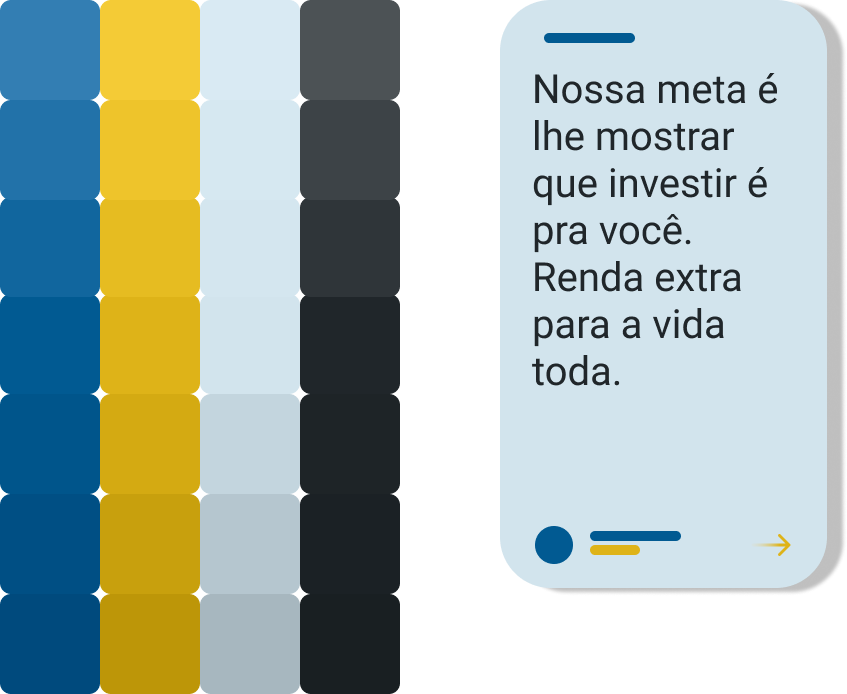 Nossa meta é
lhe mostrar
que investir é
pra você.
Renda extra
para a vida
toda.